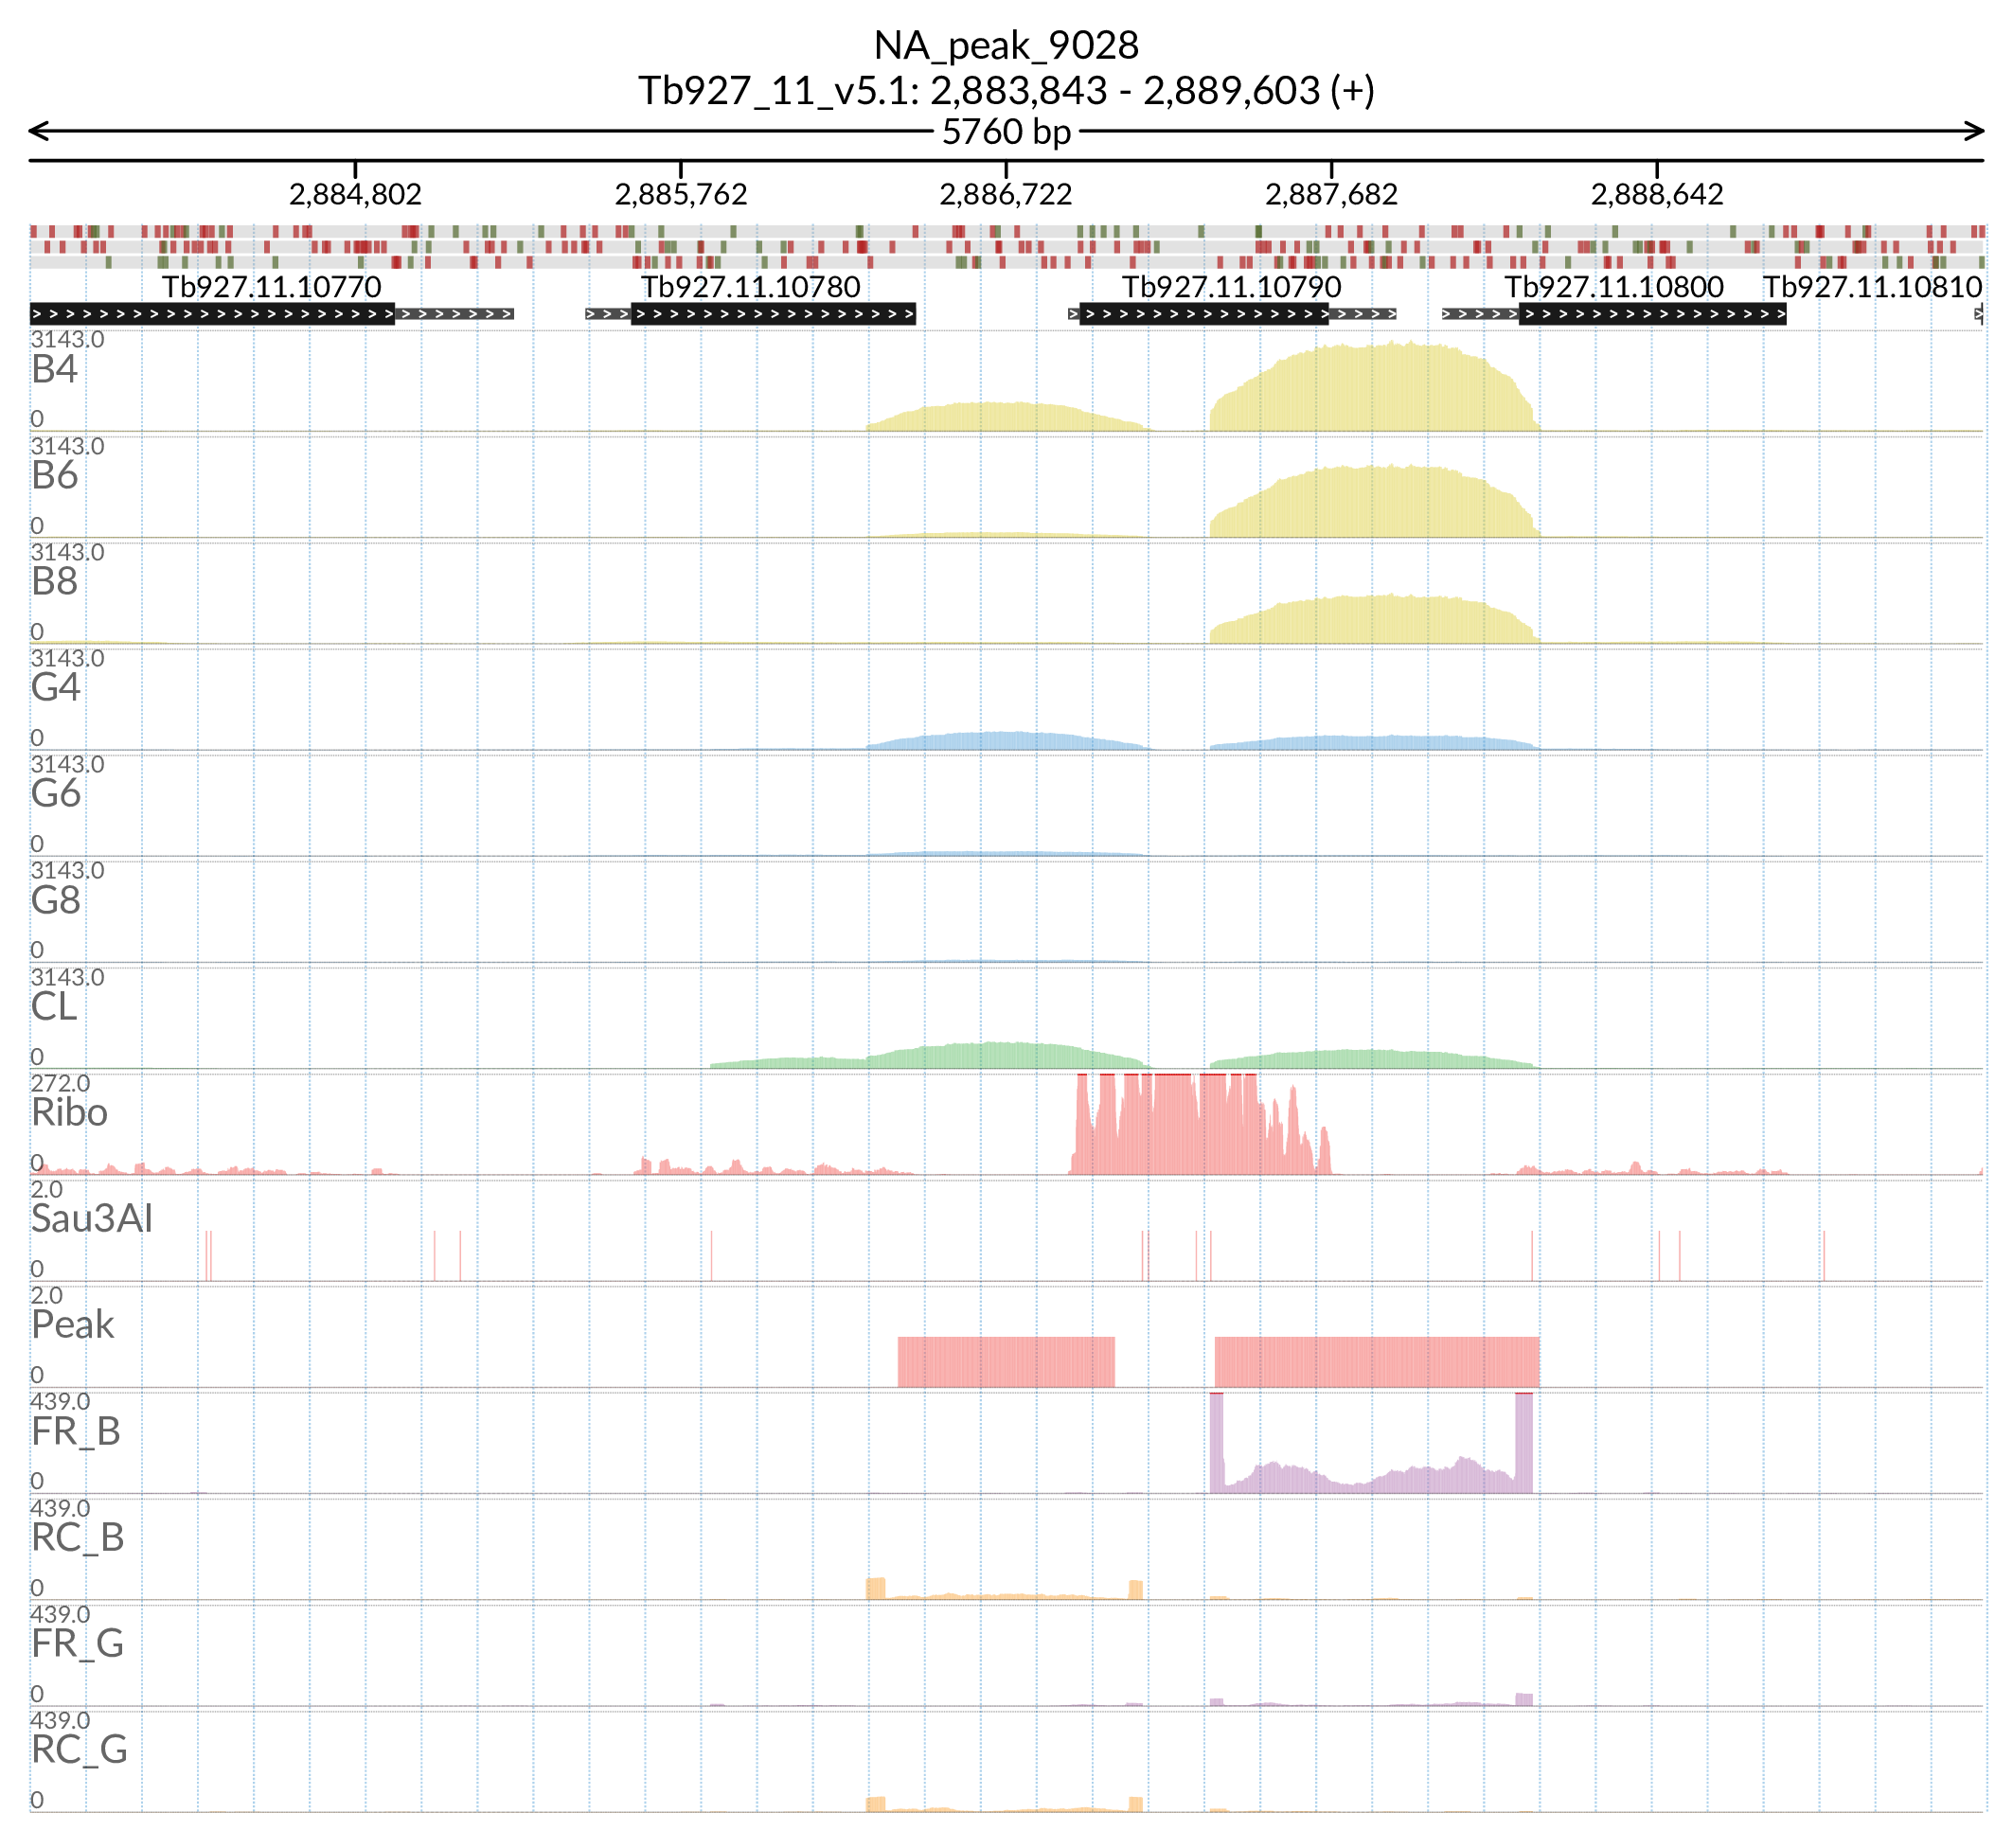 NA_peak_9028
Tb927_11_v5.1: 2,883,843 - 2,889,603 (+)
5760 bp
2,884,802 2,885,762 2,886,722 2,887,682 2,888,642
Tb927.11.10770 Tb927.11.10780 Tb927.11.10790 Tb927.11.10800 Tb927.11.10810
3143.0
B4
0
3143.0
B6
0
3143.0
B8
0
3143.0
G4
0
3143.0
G6
0
3143.0
G8
0
3143.0
CL
0
272.0
Ribo
0
2.0
Sau3AI
0
2.0
Peak
0
439.0
FR_B
0
439.0
RC_B
0
439.0
FR_G
0
439.0
RC_G
0